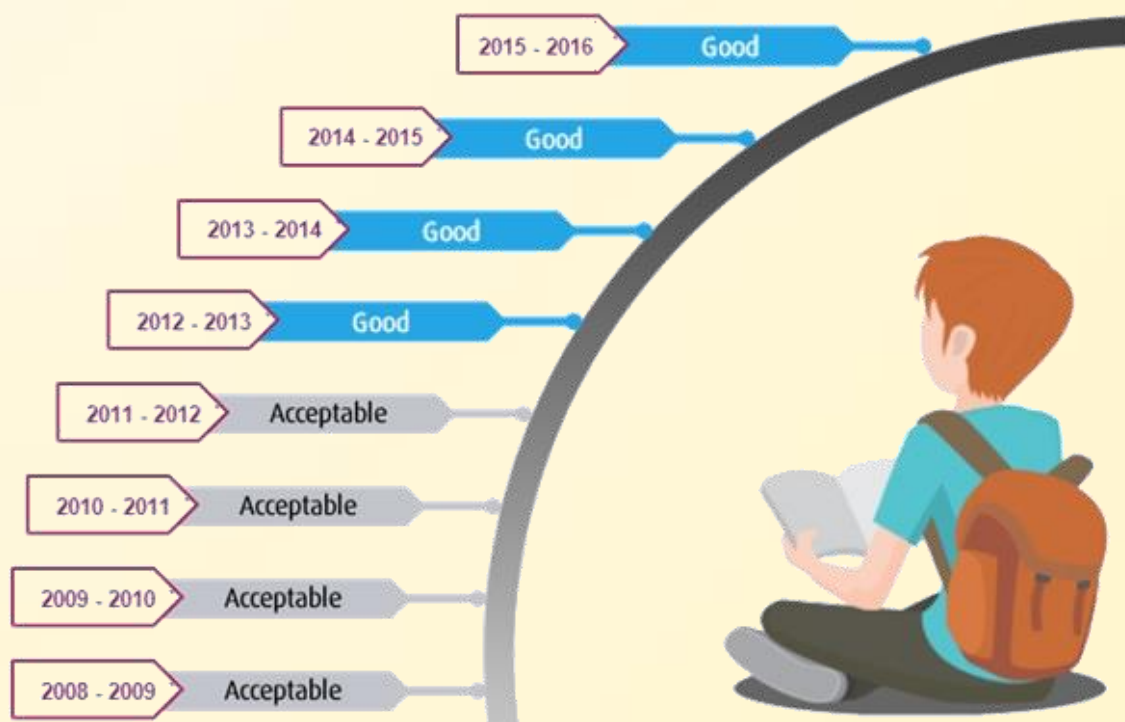 2015 - 2016 Good
2014 - 2015 Good
2013 - 2014 Good
2012 - 2013 Good
2011 - 2012 Acceptable
2010 - 2011 Acceptable
2009 - 2010 Acceptable
2008 - 2009 Acceptable